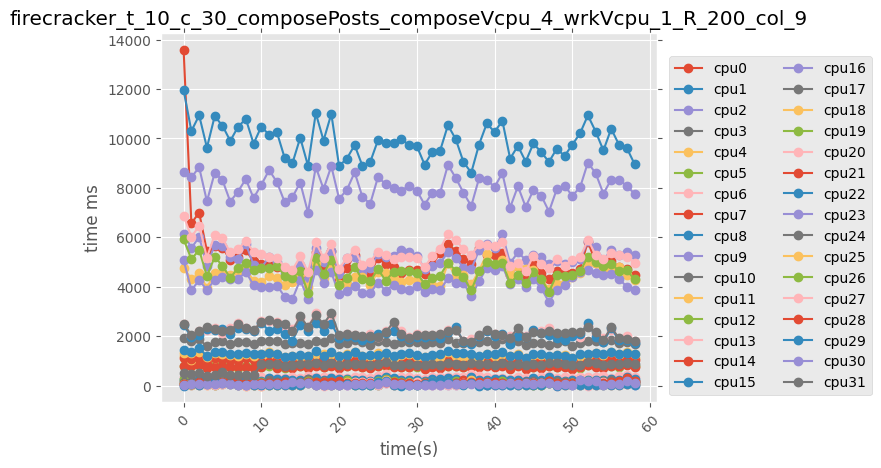 firecracker_t_10_c_30_composePosts_composeVcpu_4_wrkVcpu_1_R_200_col_9
14000
12000
10000
8000
6000
4000
2000
0
time ms
0 10 20 30 40 50 60
time(s)
cpu0 cpu16
cpu1 cpu17
cpu2 cpu18
cpu3 cpu19
cpu4 cpu20
cpu5 cpu21
cpu6 cpu22
cpu7 cpu23
cpu8 cpu24
cpu9 cpu25
cpu10 cpu26
cpu11 cpu27
cpu12 cpu28
cpu13 cpu29
cpu14 cpu30
cpu15 cpu31